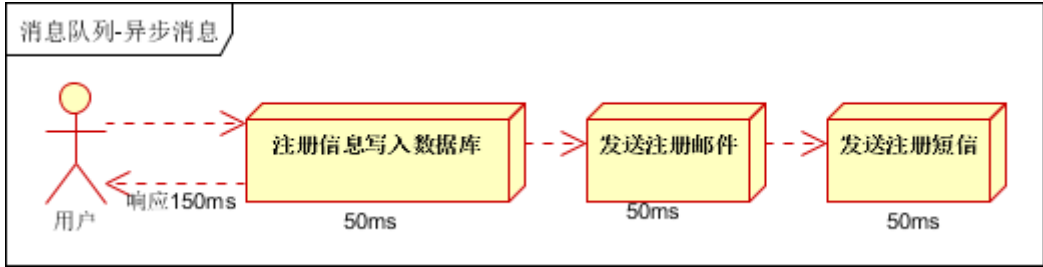 消息队列-异步消息
注册信息写入数据库
发送注册邮件
发送注册短信
响应150ms
用户
50ms
50ms
50ms